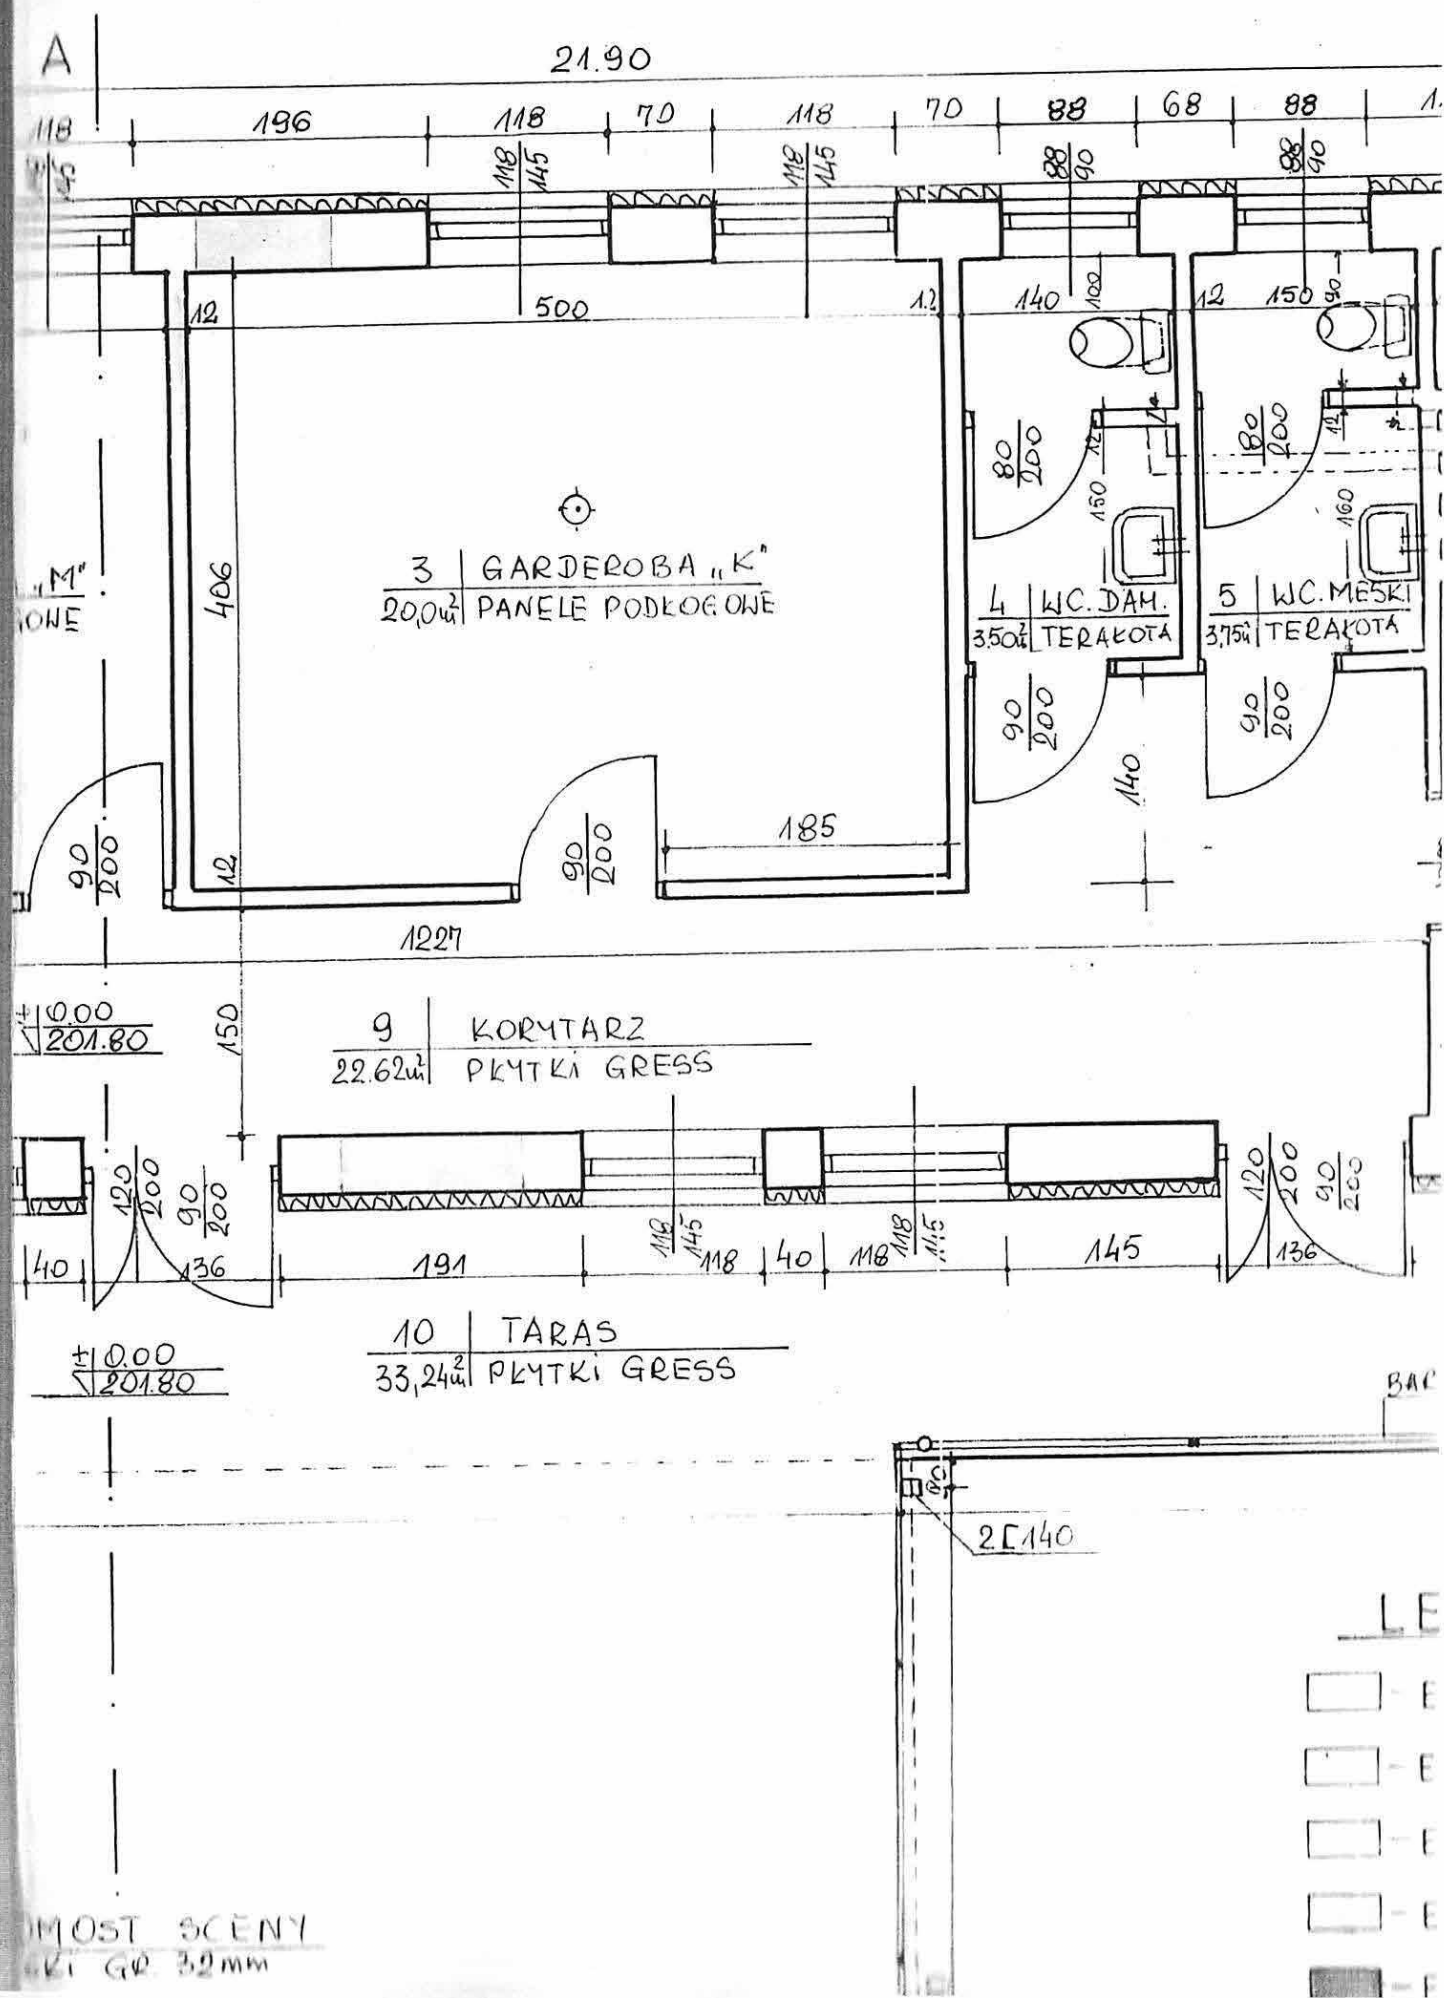 A
21.90
118 196 118 70 118 70 88 68 88
118 145
118 145
88 90
88 90
12 500 12 140 100 12 150 90
406
80 200
12
150
80 200
12
160
„M"
3 GARDEROBA „K"
20,0m² PANELE PODŁOGOWE
4 WC. DAM.
3.50m² TERAKOTA
5 WC. MĘSKI
3,75m² TERAKOTA
90 200
90 200
140
90 200
12
90 200
185
1227
±0.00
201.80
150
9 KORYTARZ
22.62m² PŁYTKI GRESS
120 200
90 200
118 145
118 145
120 200
90 200
40 136 191 118 40 118 145 136
10 TARAS
33,24m² PŁYTKI GRESS
±0.00
201.80
BAR
2[140
LE
- E
- E
- E
- E
MOST SCENY
GR. 32mm